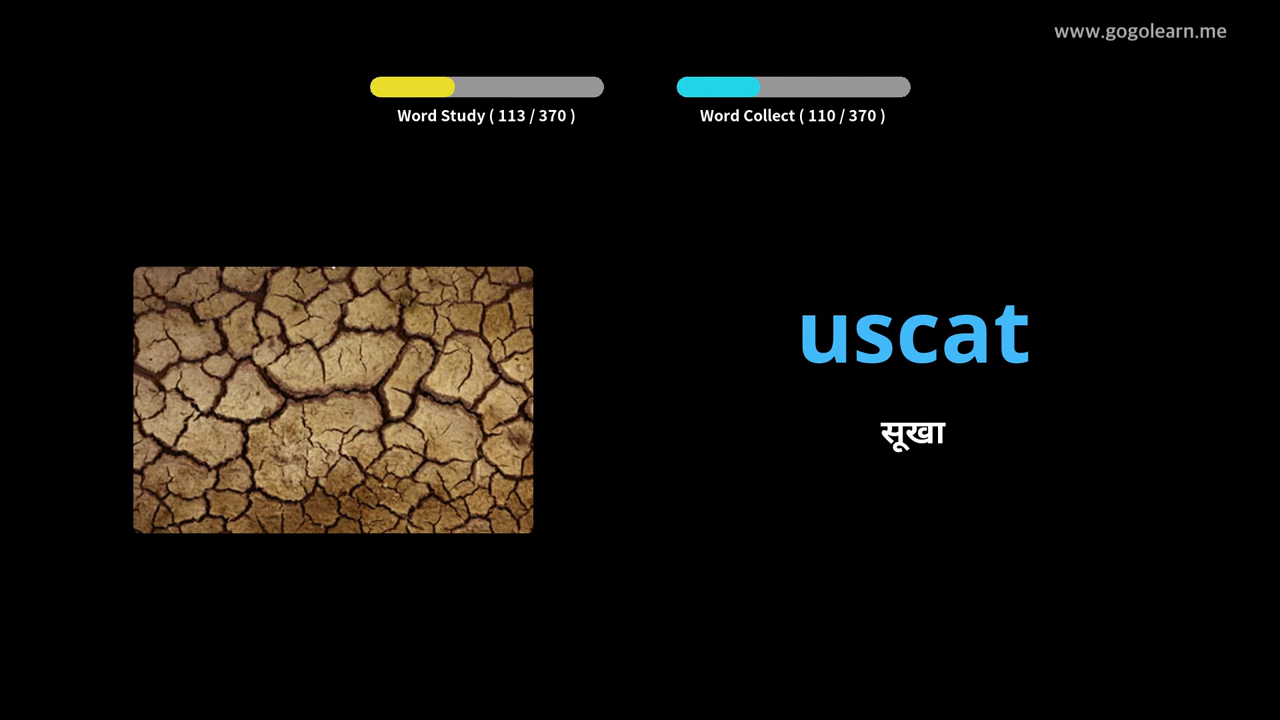 www.gogolearn.me
Word Study ( 113 / 370 )
Word Collect ( 110 / 370 )
uscat
सूखा